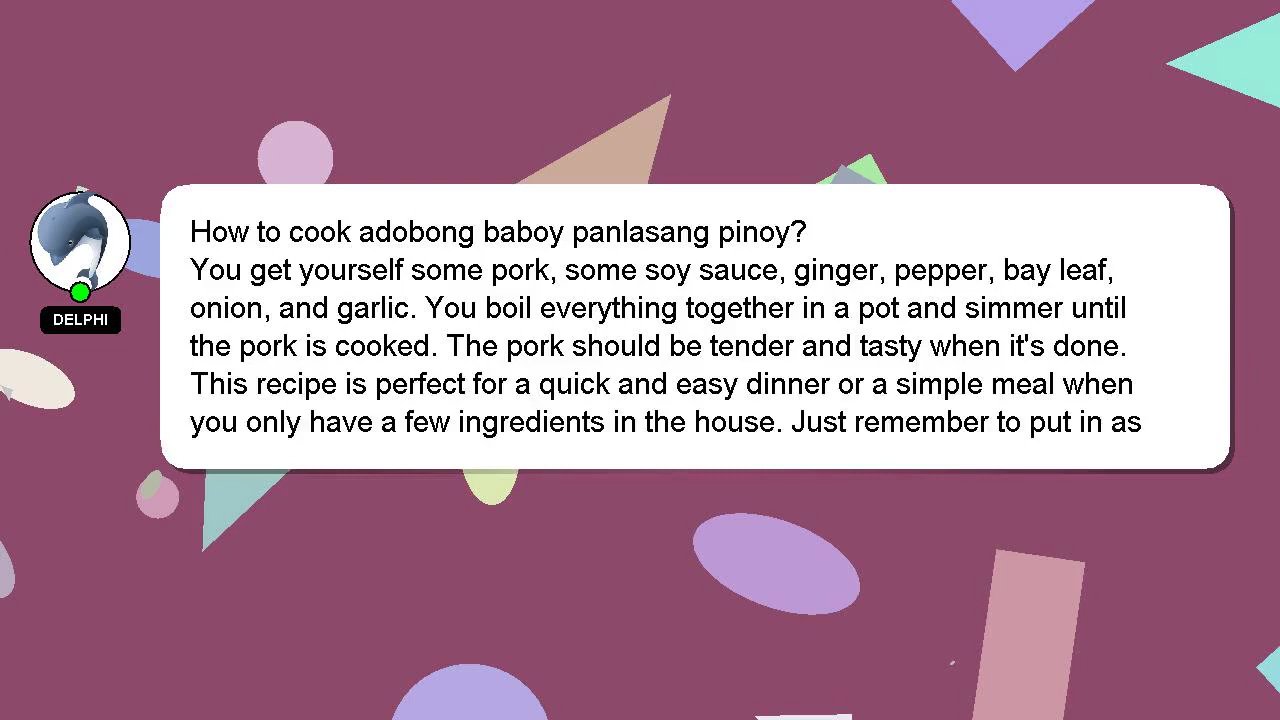 How to cook adobong baboy panlasang pinoy?
You get yourself some pork, some soy sauce, ginger, pepper, bay leaf,
onion, and garlic. You boil everything together in a pot and simmer until
the pork is cooked. The pork should be tender and tasty when it's done.
This recipe is perfect for a quick and easy dinner or a simple meal when
you only have a few ingredients in the house. Just remember to put in as
DELPHI